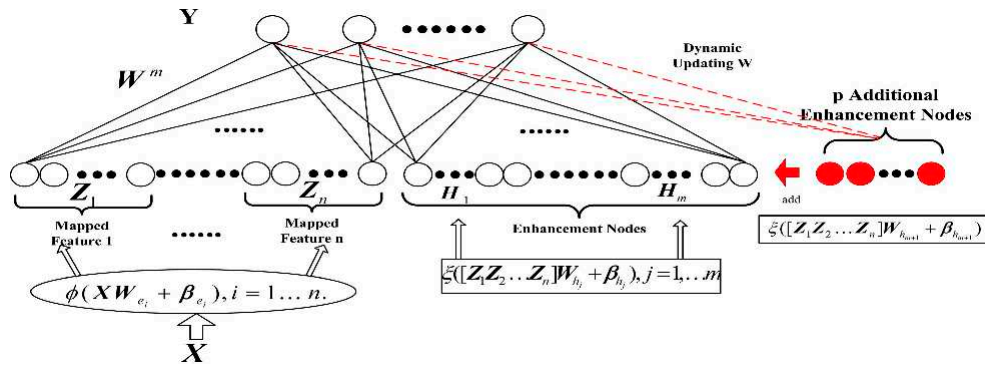 Y
Dynamic
Updating W
W^m
p Additional
Enhancement Nodes
......
......
Z_1
Z_n
H_1
H_m
add
Mapped
Feature 1
......
Mapped
Feature n
Enhancement Nodes
ξ([Z_1Z_2 ... Z_n]W_{h_{m+1}} + β_{h_{m+1}})
ξ([Z_1Z_2 ... Z_n]W_{h_j} + β_{h_j}), j = 1, ... m
φ(XW_{e_i} + β_{e_i}), i = 1 ... n.
X